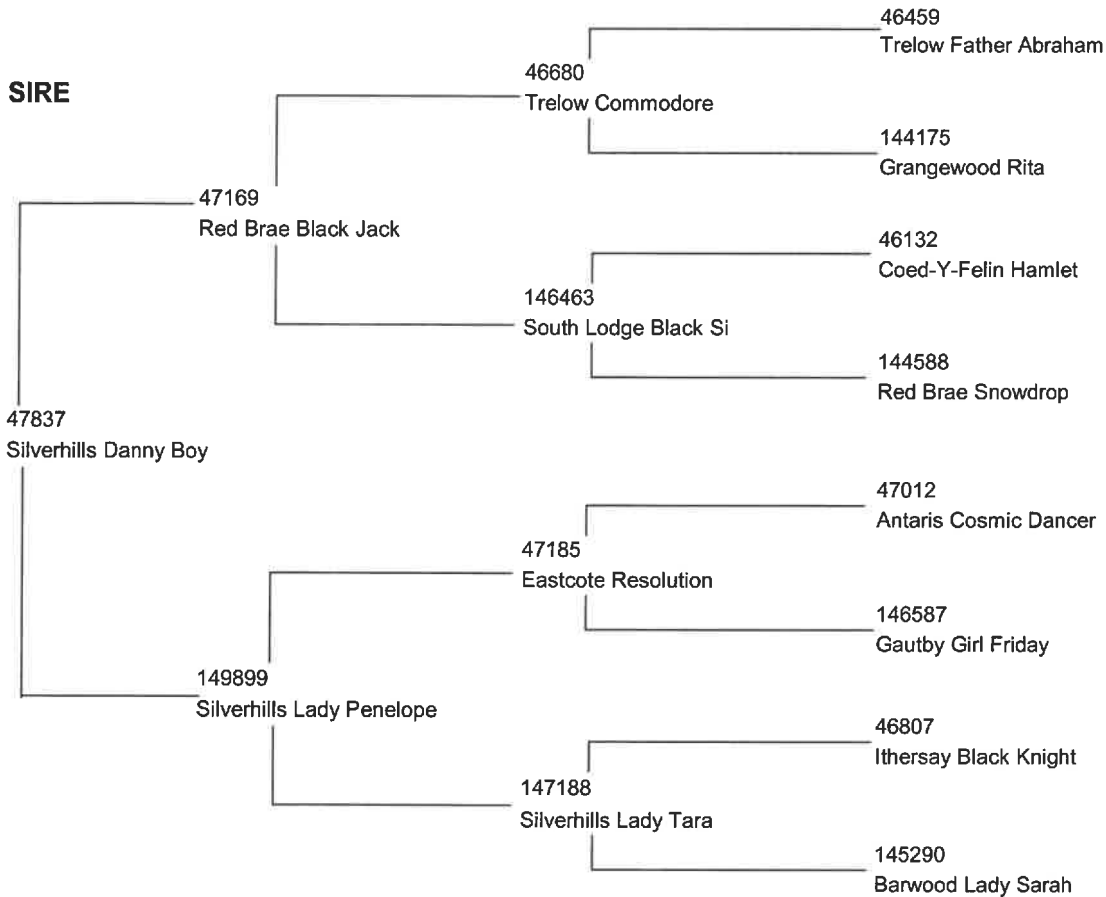 SIRE
47837
Silverhills Danny Boy
47169
Red Brae Black Jack
149899
Silverhills Lady Penelope
46680
Trelow Commodore
146463
South Lodge Black Si
47185
Eastcote Resolution
147188
Silverhills Lady Tara
46459
Trelow Father Abraham
144175
Grangewood Rita
46132
Coed-Y-Felin Hamlet
144588
Red Brae Snowdrop
47012
Antaris Cosmic Dancer
146587
Gautby Girl Friday
46807
Ithersay Black Knight
145290
Barwood Lady Sarah